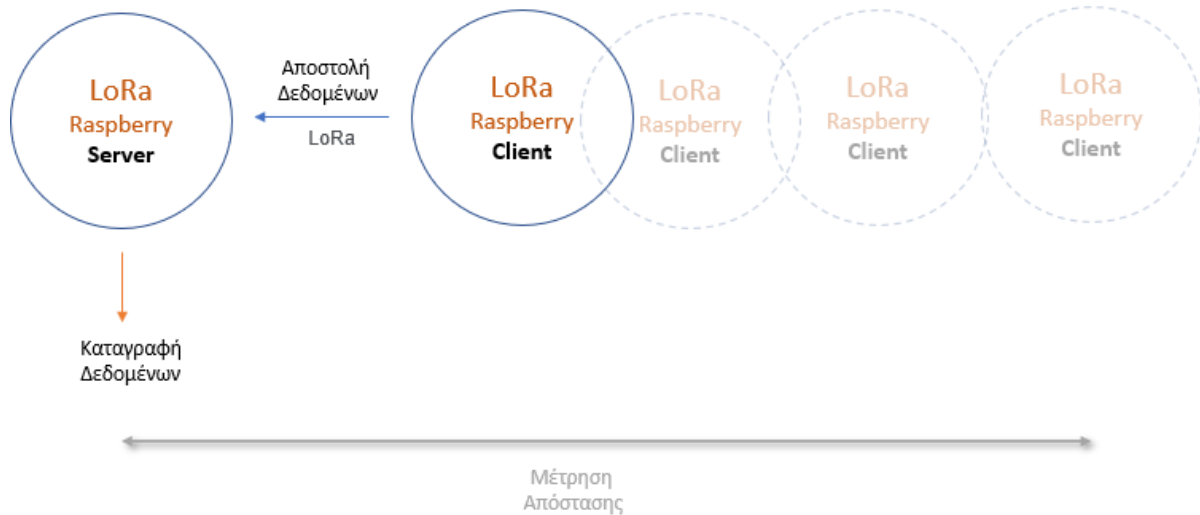 LoRa
Raspberry
Server
Αποστολή
Δεδομένων
LoRa
LoRa
Raspberry
Client
LoRa
Raspberry
Client
LoRa
Raspberry
Client
LoRa
Raspberry
Client
Καταγραφή
Δεδομένων
Μέτρηση
Απόστασης